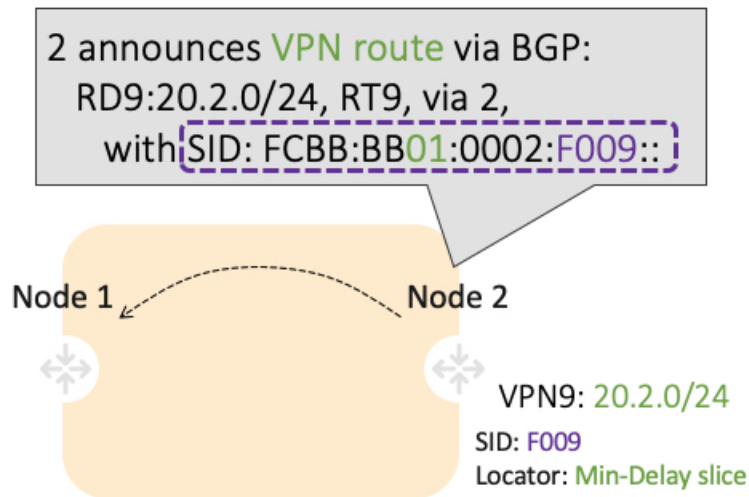 2 announces VPN route via BGP:
RD9:20.2.0/24, RT9, via 2,
with SID: FCBB:BB01:0002:F009::
Node 1
Node 2
VPN9: 20.2.0/24
SID: F009
Locator: Min-Delay slice